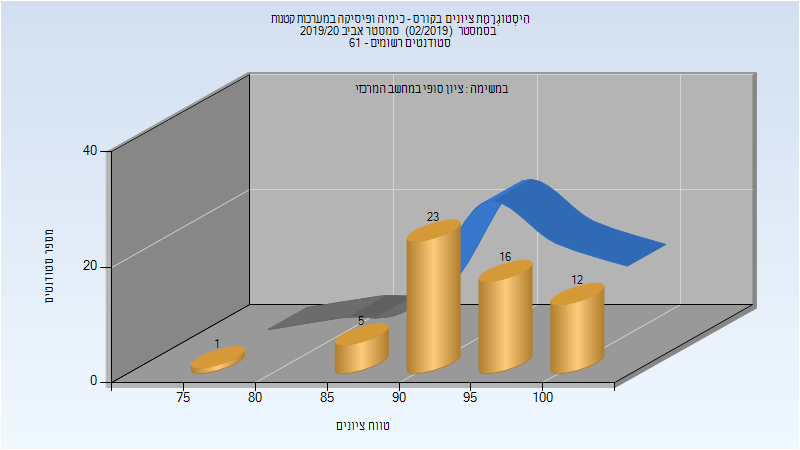 היסטוגרמת ציונים בקורס - כימיה ופיסיקה במערכות קטנות
בסמסטר (02/2019) סמסטר אביב 2019/20
סטודנטים רשומים - 61
במשימה : ציון סופי במחשב המרכזי
מספר סטודנטים
40
20
0
1
5
23
16
12
75
80
85
90
95
100
טווח ציונים